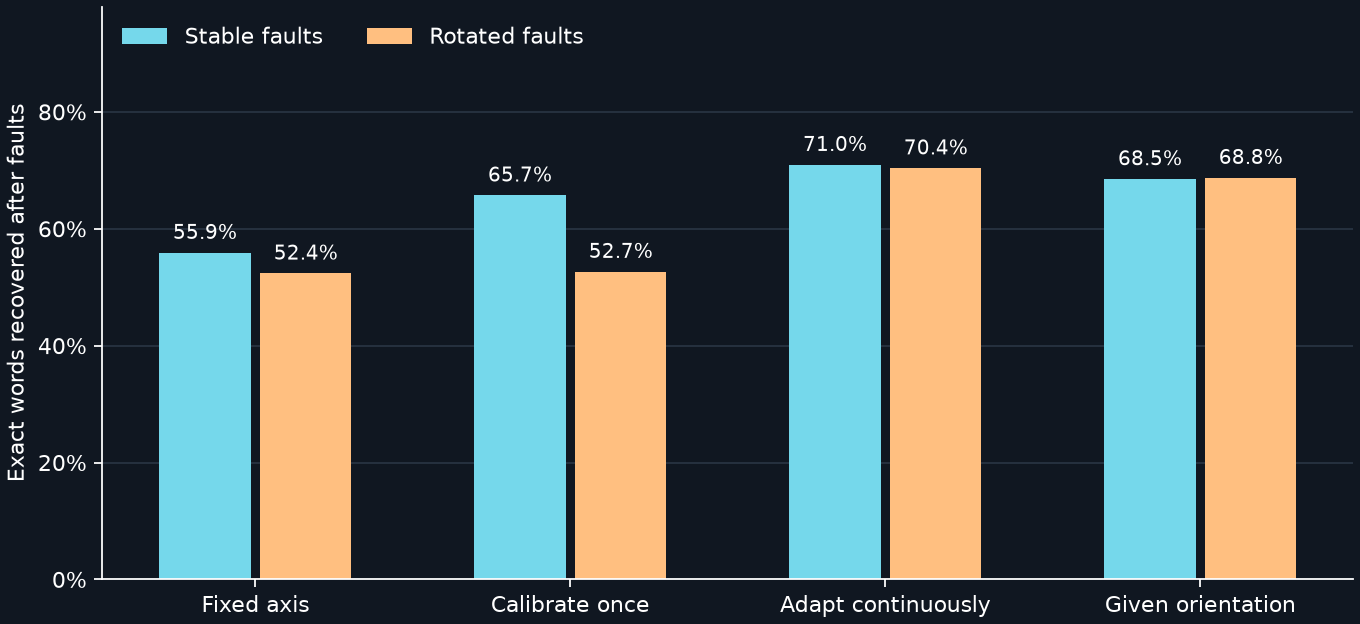 Stable faults
Rotated faults
Exact words recovered after faults
80%
60%
40%
20%
0%
55.9%
52.4%
65.7%
52.7%
71.0%
70.4%
68.5%
68.8%
Fixed axis
Calibrate once
Adapt continuously
Given orientation